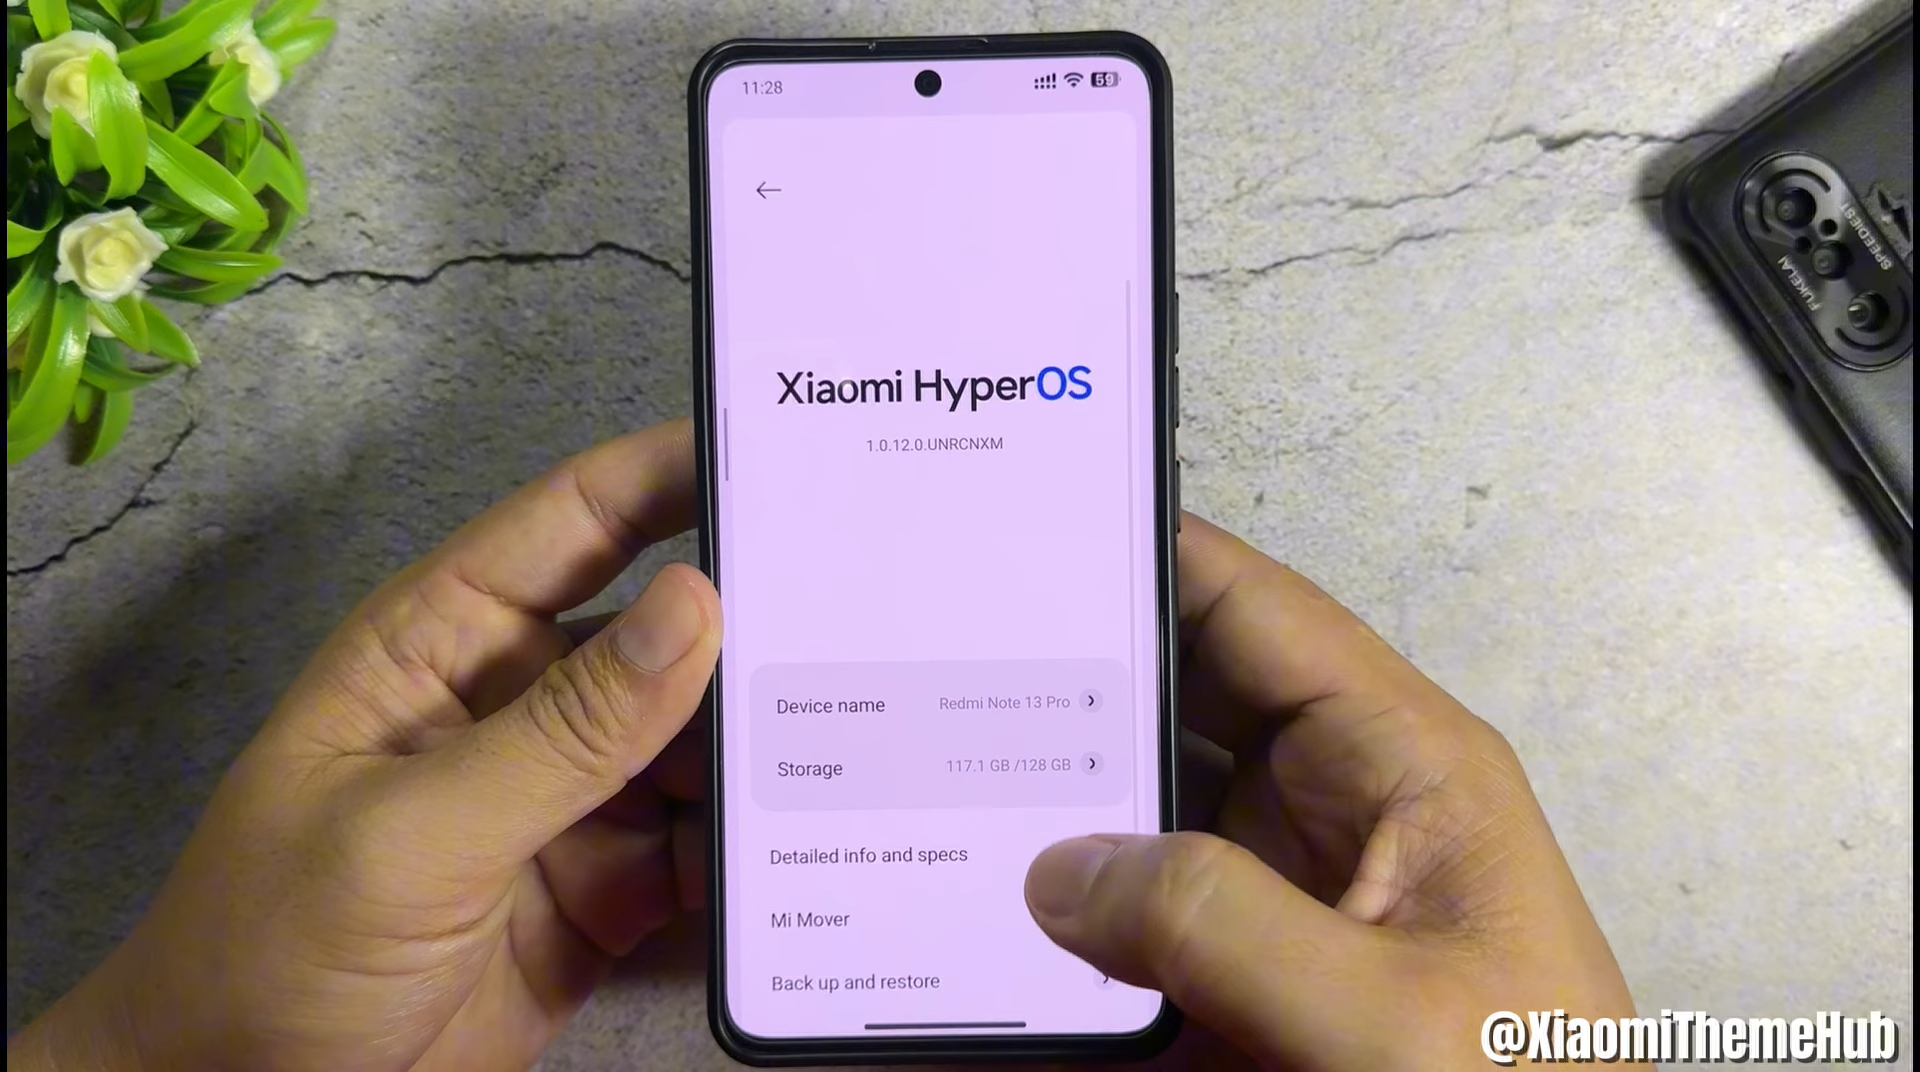 11:28
59
Xiaomi HyperOS
1.0.12.0.UNRCNXM
Device name Redmi Note 13 Pro
Storage 117.1 GB /128 GB
Detailed info and specs
Mi Mover
Back up and restore
FUKELAI
SPEEDIEST
@XiaomiThemeHub